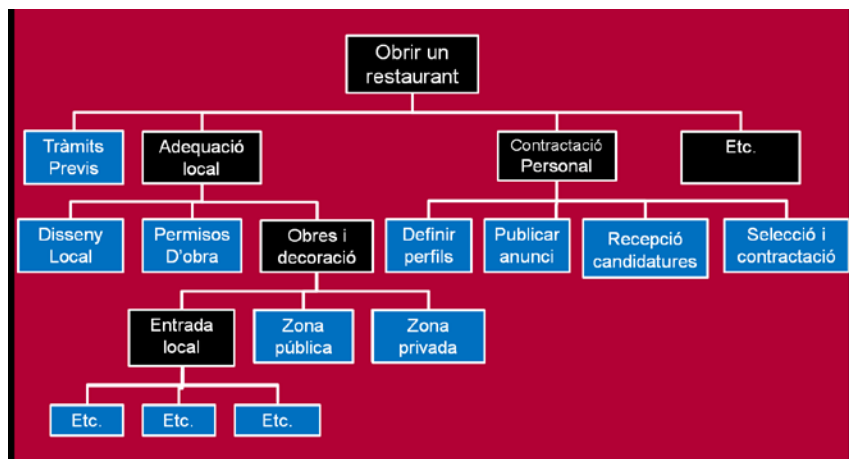 Obrir un
restaurant
Tràmits
Previs
Adequació
local
Contractació
Personal
Etc.
Disseny
Local
Permisos
D'obra
Obres i
decoració
Definir
perfils
Publicar
anunci
Recepció
candidatures
Selecció i
contractació
Entrada
local
Zona
pública
Zona
privada
Etc.
Etc.
Etc.